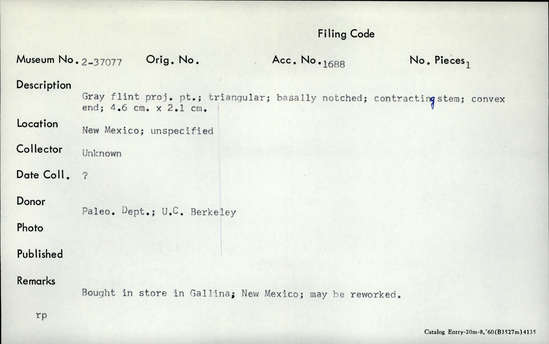 Filing Code
Museum No. 2-37077 Orig. No. Acc. No. 1688 No. Pieces 1
Description
Gray flint proj. pt.; triangular; basally notched; contracting stem; convex
end; 4.6 cm. x 2.1 cm.
Location
New Mexico; unspecified
Collector
Unknown
Date Coll. ?
Donor
Paleo. Dept.; U.C. Berkeley
Photo
Published
Remarks
Bought in store in Gallina; New Mexico; may be reworked.
rp
Catalog Entry-20m-8,'60(B3527m)4135